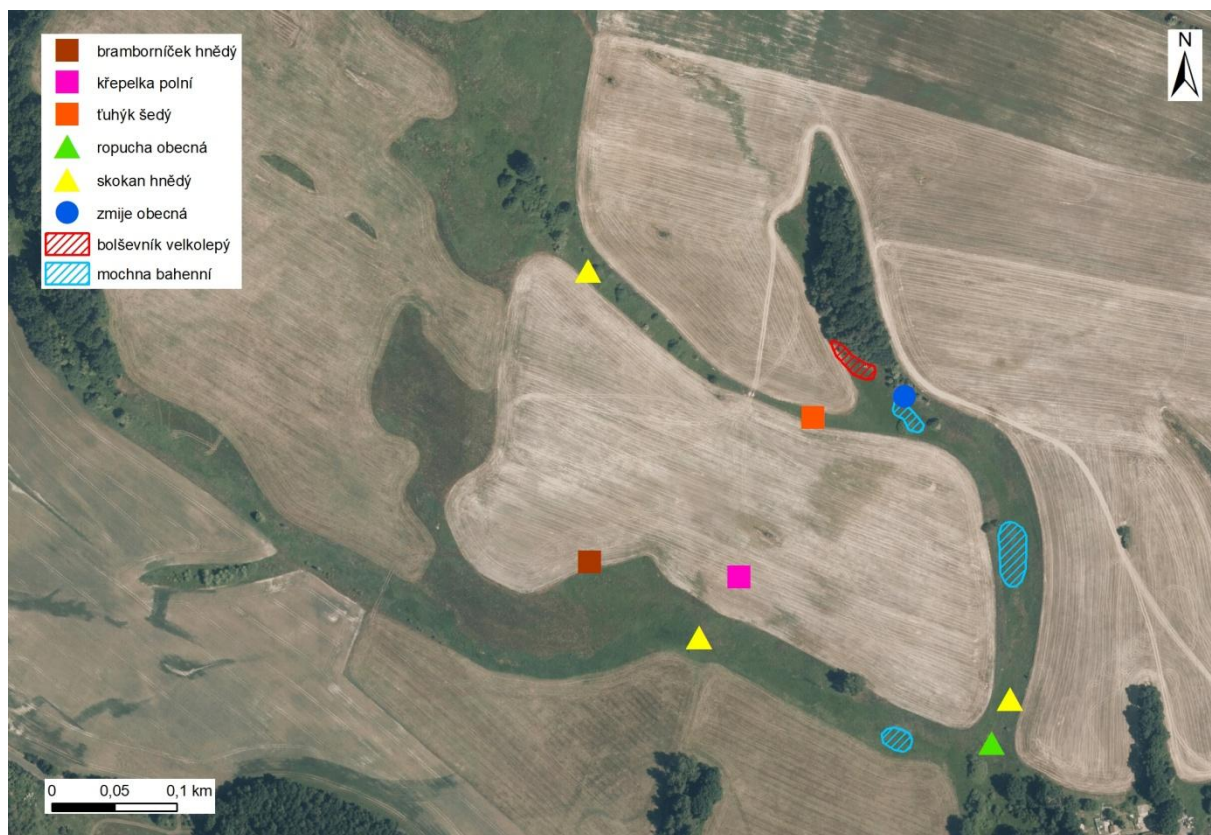 bramborníček hnědý
křepelka polní
ťuhýk šedý
ropucha obecná
skokan hnědý
zmije obecná
bolševník velkolepý
mochna bahenní
N
0 0,05 0,1 km